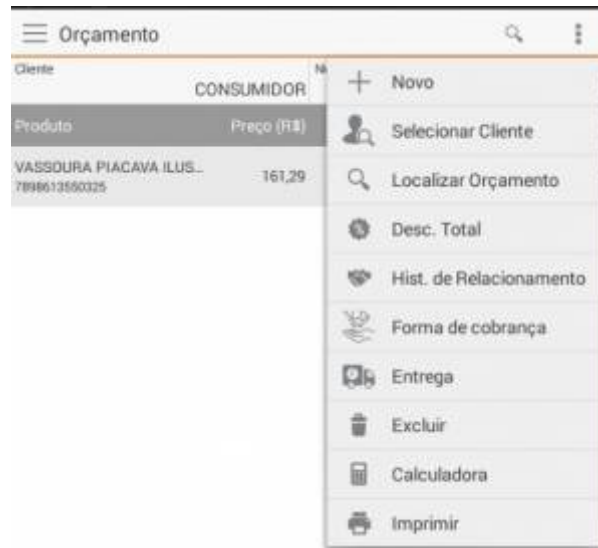 Orçamento
Cliente
CONSUMIDOR
Produto Preço (R$)
VASSOURA PIACAVA ILUS... 161,29
7898613550325
Novo
Selecionar Cliente
Localizar Orçamento
Desc. Total
Hist. de Relacionamento
Forma de cobrança
Entrega
Excluir
Calculadora
Imprimir